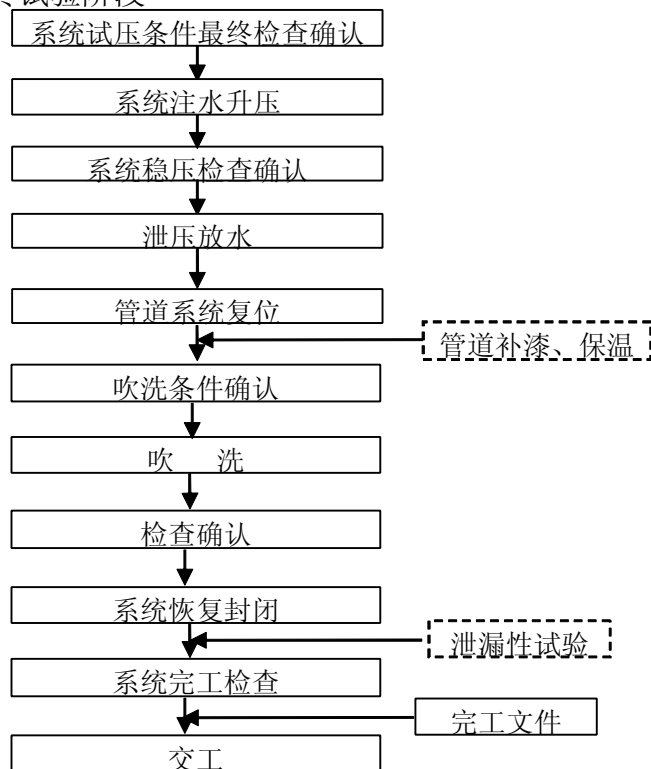 、试验阶段
系统试压条件最终检查确认
系统注水升压
系统稳压检查确认
泄压放水
管道系统复位
管道补漆、保温
吹洗条件确认
吹 洗
检查确认
系统恢复封闭
泄漏性试验
系统完工检查
完工文件
交工